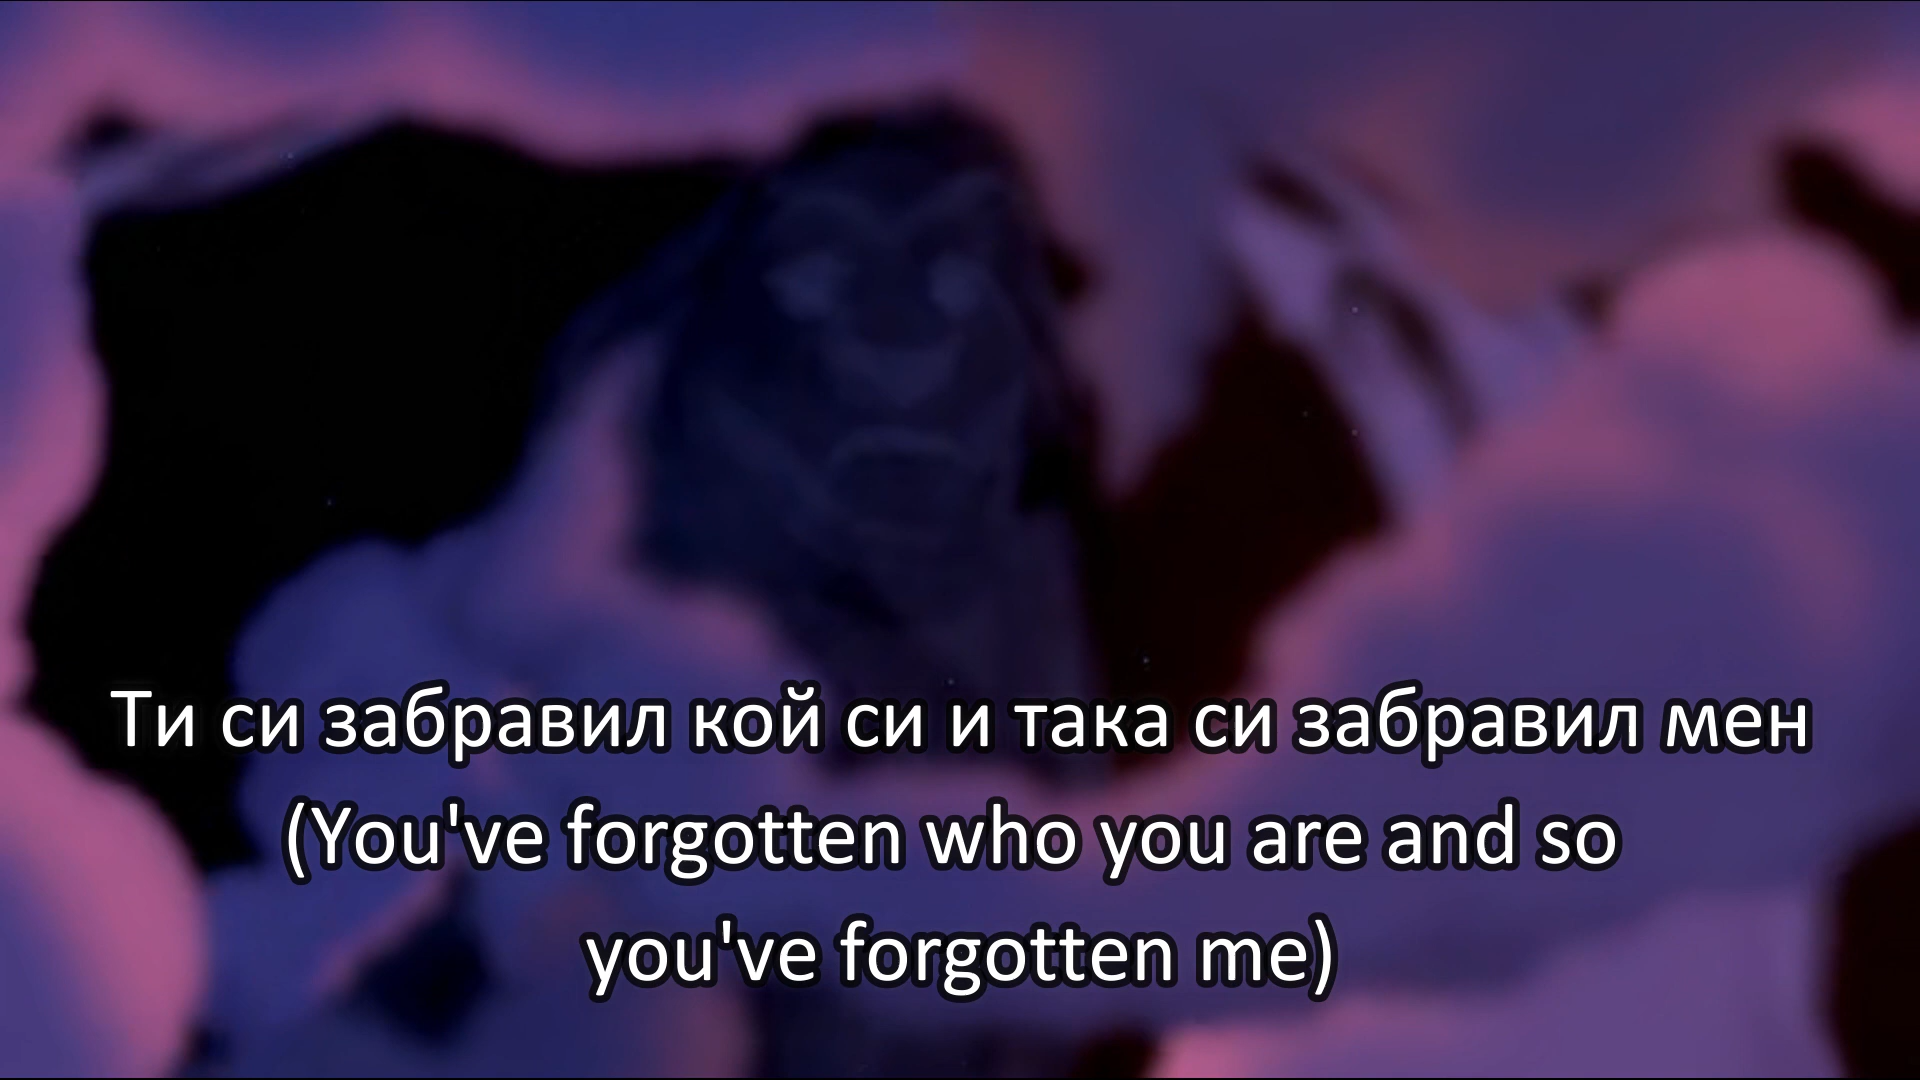 Ти си забравил кой си и така си забравил мен
(You've forgotten who you are and so
you've forgotten me)